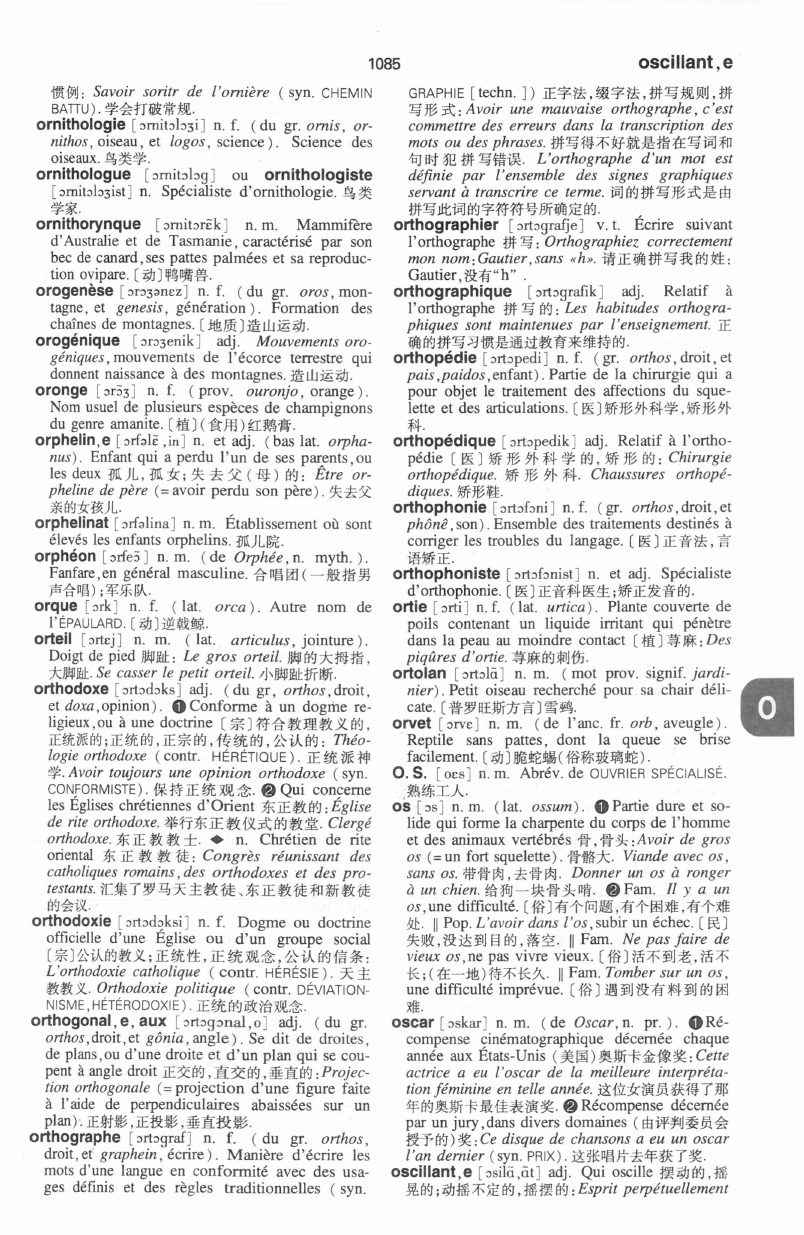 1085
oscillant,e
惯例: Savoir soritr de l'ornière ( syn. CHEMIN
BATTU). 学会打破常规.
ornithologie [ɔrnitɔlɔʒi] n. f. ( du gr. ornis, or-
nithos, oiseau, et logos, science). Science des
oiseaux. 鸟类学.
ornithologue [ɔrnitɔlɔg] ou ornithologiste
[ɔrnitɔlɔʒist] n. Spécialiste d'ornithologie. 鸟类
学家.
ornithorynque [ɔrnitɔrɛ̃k] n. m. Mammifère
d'Australie et de Tasmanie, caractérisé par son
bec de canard,ses pattes palmées et sa reproduc-
tion ovipare. [动]鸭嘴兽.
orogenèse [ɔrɔʒənɛz] n. f. ( du gr. oros, mon-
tagne, et genesis, génération). Formation des
chaînes de montagnes. [地质]造山运动.
orogénique [ɔrɔʒenik] adj. Mouvements oro-
géniques,mouvements de l'écorce terrestre qui
donnent naissance à des montagnes. 造山运动.
oronge [ɔrɔ̃ʒ] n. f. ( prov. ouronjo, orange).
Nom usuel de plusieurs espèces de champignons
du genre amanite. [植](食用)红鹅膏.
orphelin,e [ɔrfəlɛ̃,in] n. et adj. (bas lat. orpha-
nus). Enfant qui a perdu l'un de ses parents,ou
les deux 孤儿,孤女;失去父(母)的: Être or-
pheline de père (=avoir perdu son père). 失去父
亲的女孩儿.
orphelinat [ɔrfəlina] n. m. Établissement où sont
élevés les enfants orphelins. 孤儿院.
orphéon [ɔrfeɔ̃] n. m. ( de Orphée,n. myth. ).
Fanfare,en général masculine. 合唱团(一般指男
声合唱);军乐队.
orque [ɔrk] n. f. ( lat. orca). Autre nom de
l'ÉPAULARD. [动]逆戟鲸.
orteil [ɔrtɛj] n. m. ( lat. articulus, jointure).
Doigt de pied 脚趾: Le gros orteil. 脚的大拇指,
大脚趾. Se casser le petit orteil. 小脚趾折断.
orthodoxe [ɔrtɔdɔks] adj. ( du gr, orthos,droit,
et doxa,opinion). ❶Conforme à un dogme re-
ligieux,ou à une doctrine [宗]符合教理教义的,
正统派的;正统的,正宗的,传统的,公认的: Théo-
logie orthodoxe ( contr. HÉRÉTIQUE). 正统派神
学. Avoir toujours une opinion orthodoxe ( syn.
CONFORMISTE). 保持正统观念. ❷Qui concerne
les Églises chrétiennes d'Orient 东正教的: Église
de rite orthodoxe. 举行东正教仪式的教堂. Clergé
orthodoxe. 东正教教士. ◆ n. Chrétien de rite
oriental 东正教教徒: Congrès réunissant des
catholiques romains,des orthodoxes et des pro-
testants. 汇集了罗马天主教徒、东正教徒和新教徒
的会议.
orthodoxie [ɔrtɔdɔksi] n. f. Dogme ou doctrine
officielle d'une Église ou d'un groupe social
[宗]公认的教义;正统性,正统观念,公认的信条:
L'orthodoxie catholique ( contr. HÉRÉSIE). 天主
教教义. Orthodoxie politique ( contr. DÉVIATION-
NISME,HÉTÉRODOXIE). 正统的政治观念.
orthogonal,e,aux [ɔrtɔgɔnal,o] adj. ( du gr.
orthos,droit,et gônia,angle). Se dit de droites,
de plans,ou d'une droite et d'un plan qui se cou-
pent à angle droit 正交的,直交的,垂直的: Projec-
tion orthogonale (=projection d'une figure faite
à l'aide de perpendiculaires abaissées sur un
plan). 正射影,正投影,垂直投影.
orthographe [ɔrtɔgraf] n. f. ( du gr. orthos,
droit,et graphein, écrire). Manière d'écrire les
mots d'une langue en conformité avec des usa-
ges définis et des règles traditionnelles ( syn.
GRAPHIE [techn. ]) 正字法,缀字法,拼写规则,拼
写形式: Avoir une mauvaise orthographe, c'est
commettre des erreurs dans la transcription des
mots ou des phrases. 拼写得不好就是指在写词和
句时犯拼写错误. L'orthographe d'un mot est
définie par l'ensemble des signes graphiques
servant à transcrire ce terme. 词的拼写形式是由
拼写此词的字符符号所确定的.
orthographier [ɔrtɔgrafje] v. t. Écrire suivant
l'orthographe 拼写: Orthographiez correctement
mon nom:Gautier,sans «h». 请正确拼写我的姓:
Gautier,没有“h” .
orthographique [ɔrtɔgrafik] adj. Relatif à
l'orthographe 拼写的: Les habitudes orthogra-
phiques sont maintenues par l'enseignement. 正
确的拼写习惯是通过教育来维持的.
orthopédie [ɔrtɔpedi] n. f. ( gr. orthos,droit, et
pais,paidos,enfant). Partie de la chirurgie qui a
pour objet le traitement des affections du sque-
lette et des articulations. [医]矫形外科学,矫形外
科.
orthopédique [ɔrtɔpedik] adj. Relatif à l'ortho-
pédie [医]矫形外科学的,矫形的: Chirurgie
orthopédique. 矫形外科. Chaussures orthopé-
diques. 矫形鞋.
orthophonie [ɔrtɔfɔni] n. f. ( gr. orthos,droit,et
phônê,son). Ensemble des traitements destinés à
corriger les troubles du langage. [医]正音法,言
语矫正.
orthophoniste [ɔrtɔfɔnist] n. et adj. Spécialiste
d'orthophonie. [医]正音科医生;矫正发音的.
ortie [ɔrti] n. f. ( lat. urtica). Plante couverte de
poils contenant un liquide irritant qui pénètre
dans la peau au moindre contact [植]荨麻: Des
piqûres d'ortie. 荨麻的刺伤.
ortolan [ɔrtɔlɑ̃] n. m. ( mot prov. signif. jardi-
nier). Petit oiseau recherché pour sa chair déli-
cate. [普罗旺斯方言]雪鹀.
orvet [ɔrvɛ] n. m. ( de l'anc. fr. orb, aveugle).
Reptile sans pattes, dont la queue se brise
facilement. [动]脆蛇蜴(俗称玻璃蛇).
O. S. [oɛs] n. m. Abrév. de OUVRIER SPÉCIALISÉ.
熟练工人.
os [ɔs] n. m. ( lat. ossum). ❶Partie dure et so-
lide qui forme la charpente du corps de l'homme
et des animaux vertébrés 骨,骨头: Avoir de gros
os (=un fort squelette). 骨骼大. Viande avec os,
sans os. 带骨肉,去骨肉. Donner un os à ronger
à un chien. 给狗一块骨头啃. ❷Fam. Il y a un
os,une difficulté. [俗]有个问题,有个困难,有个难
处. ‖ Pop. L'avoir dans l'os,subir un échec. [民]
失败,没达到目的,落空. ‖ Fam. Ne pas faire de
vieux os,ne pas vivre vieux. [俗]活不到老,活不
长;(在一地)待不长久. ‖ Fam. Tomber sur un os,
une difficulté imprévue. [俗]遇到没有料到的困
难.
oscar [ɔskar] n. m. ( de Oscar,n. pr. ). ❶Ré-
compense cinématographique décernée chaque
année aux États-Unis (美国)奥斯卡金像奖: Cette
actrice a eu l'oscar de la meilleure interpréta-
tion féminine en telle année. 这位女演员获得了那
年的奥斯卡最佳表演奖. ❷Récompense décernée
par un jury,dans divers domaines (由评判委员会
授予的)奖: Ce disque de chansons a eu un oscar
l'an dernier (syn. PRIX). 这张唱片去年获了奖.
oscillant,e [ɔsilɑ̃,ɑ̃t] adj. Qui oscille 摆动的,摇
晃的;动摇不定的,摇摆的: Esprit perpétuellement
O